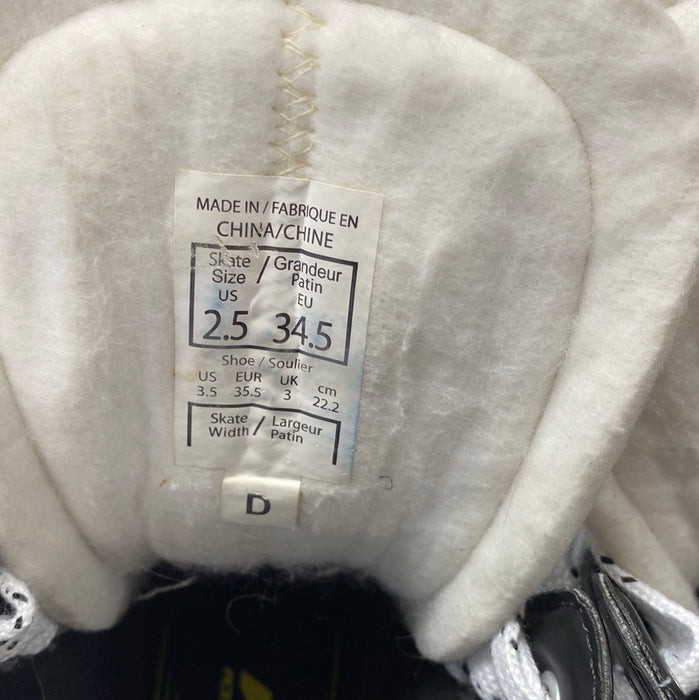 MADE IN / FABRIQUE EN
CHINA/CHINE
Skate / Grandeur
Size Patin
US EU
2.5 34.5
Shoe / Soulier
US EUR UK cm
3.5 35.5 3 22.2
Skate / Largeur
Width Patin
D